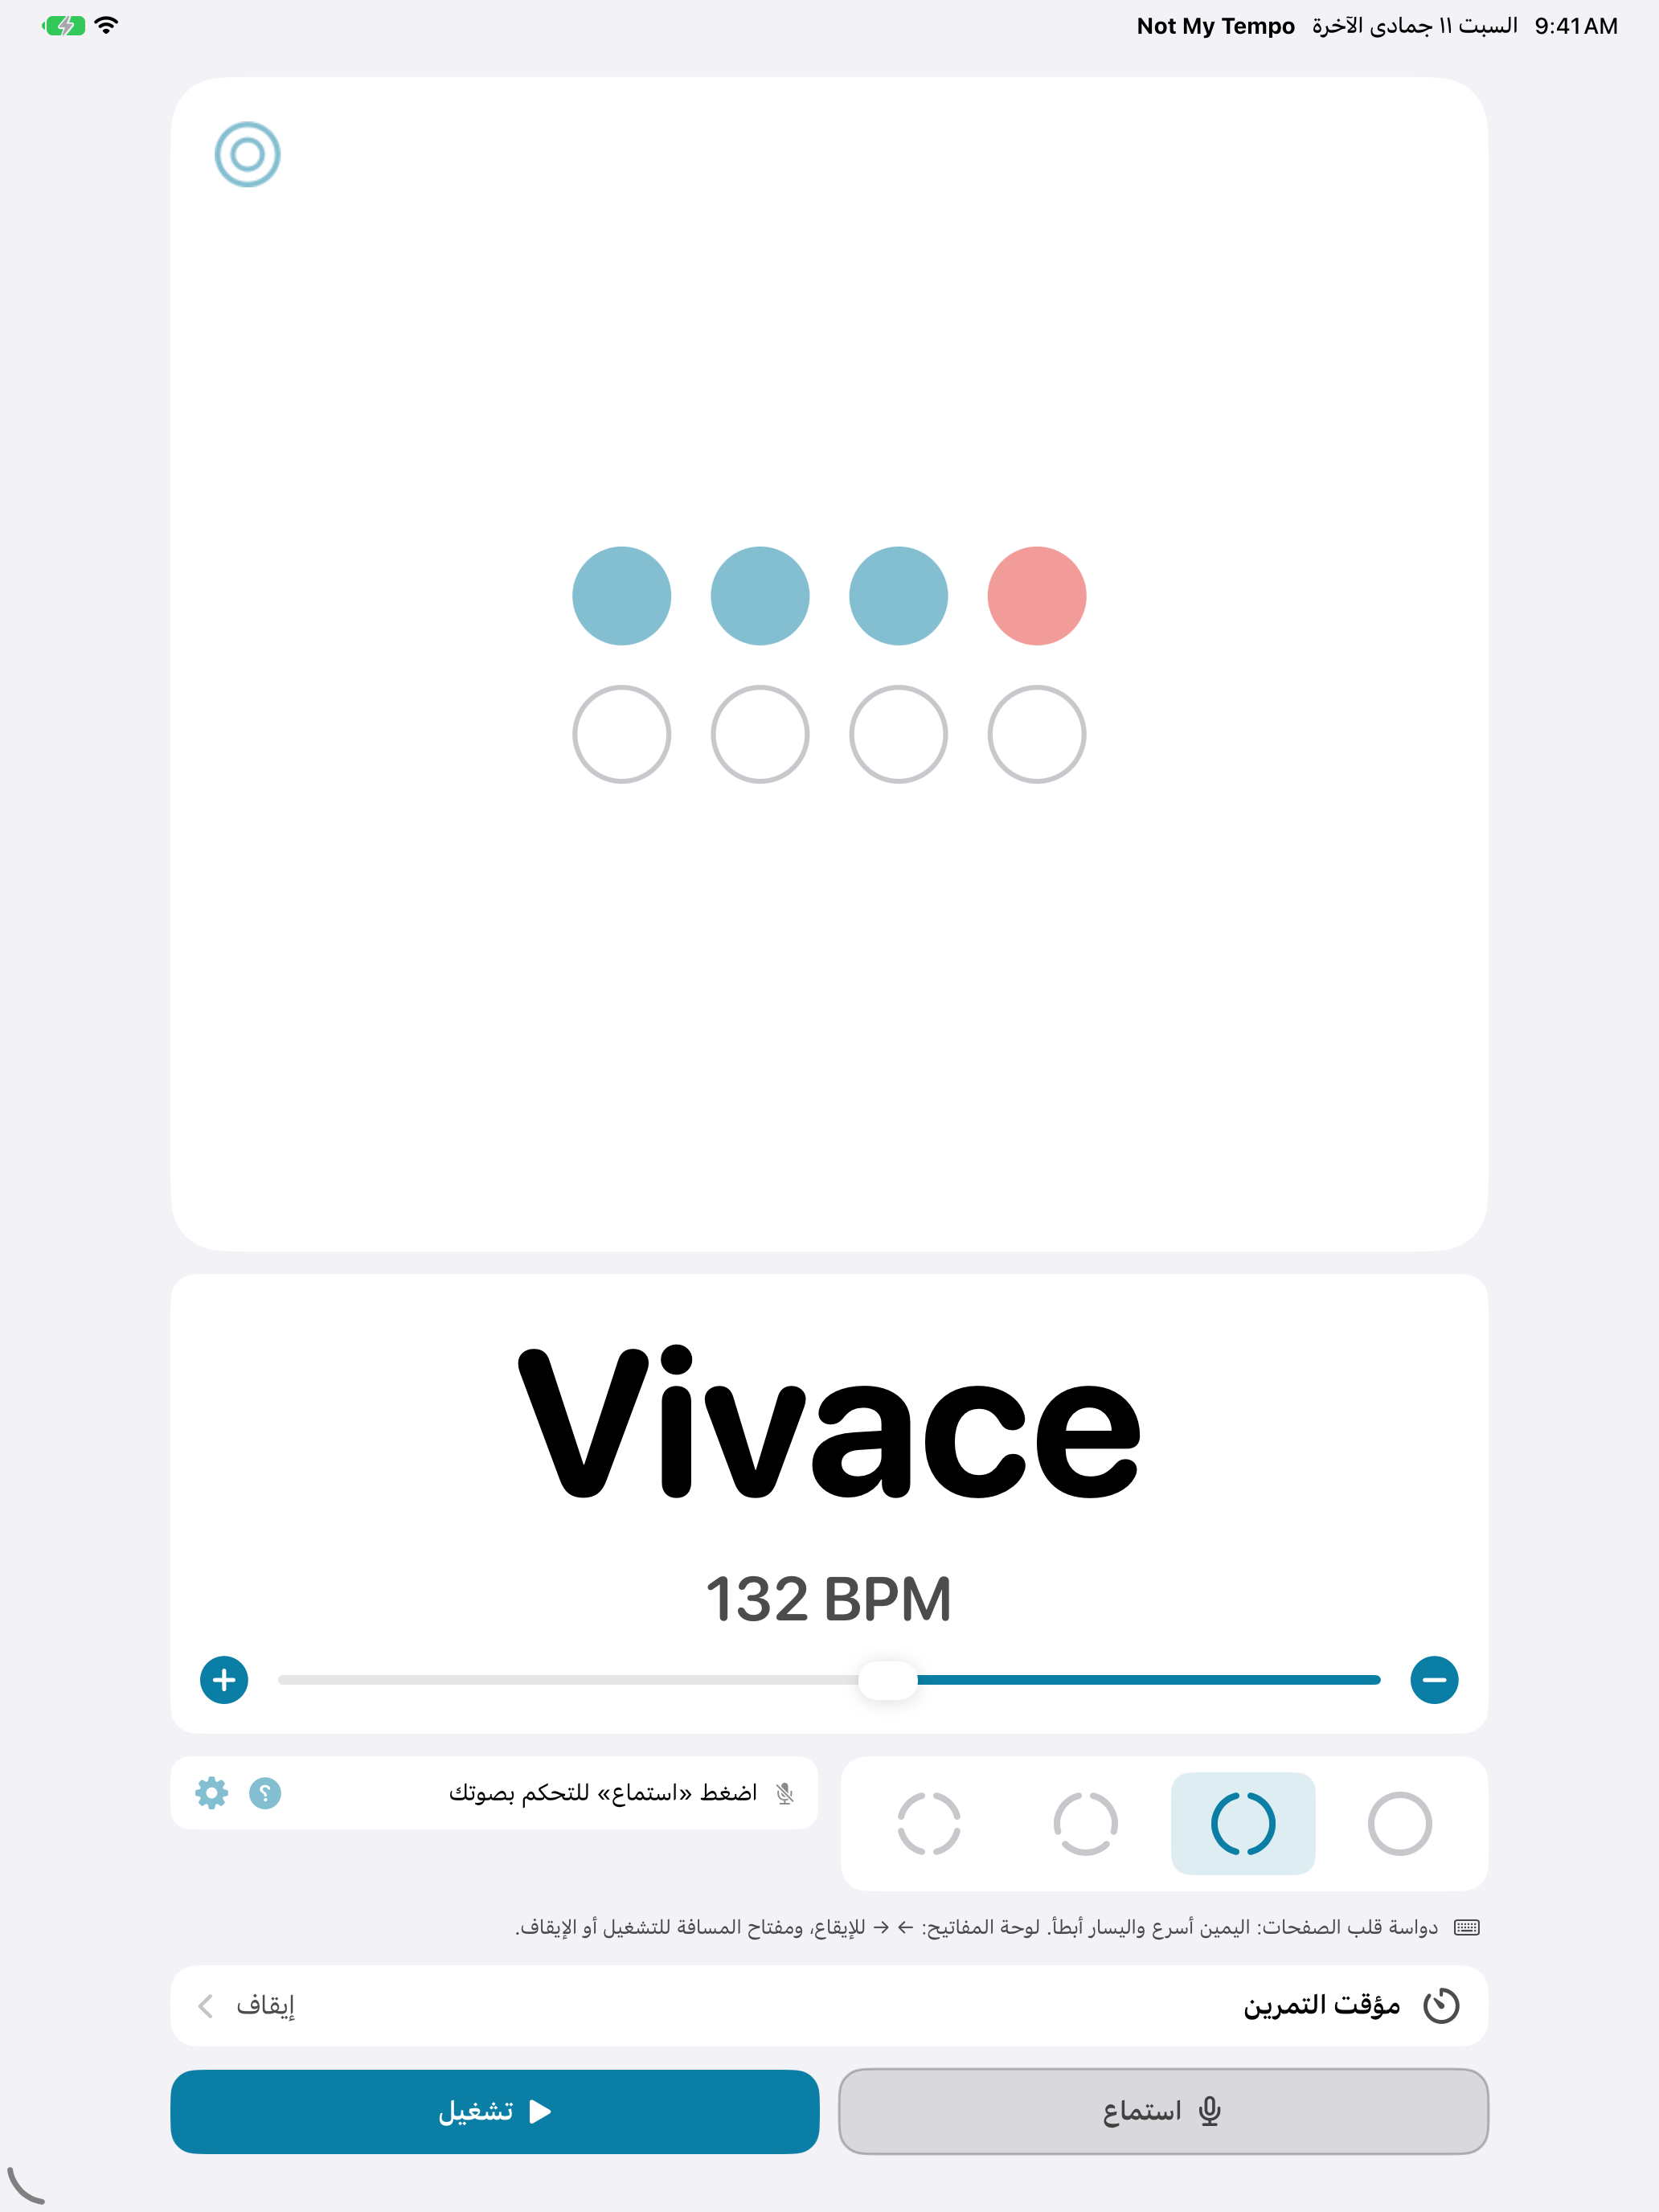 9:41 AM السبت ١١ جمادى الآخرة Not My Tempo
Vivace
132 BPM
اضغط «استماع» للتحكم بصوتك
دواسة قلب الصفحات: اليمين أسرع واليسار أبطأ. لوحة المفاتيح: ← → للإيقاع، ومفتاح المسافة للتشغيل أو الإيقاف.
مؤقت التمرين إيقاف
استماع
تشغيل